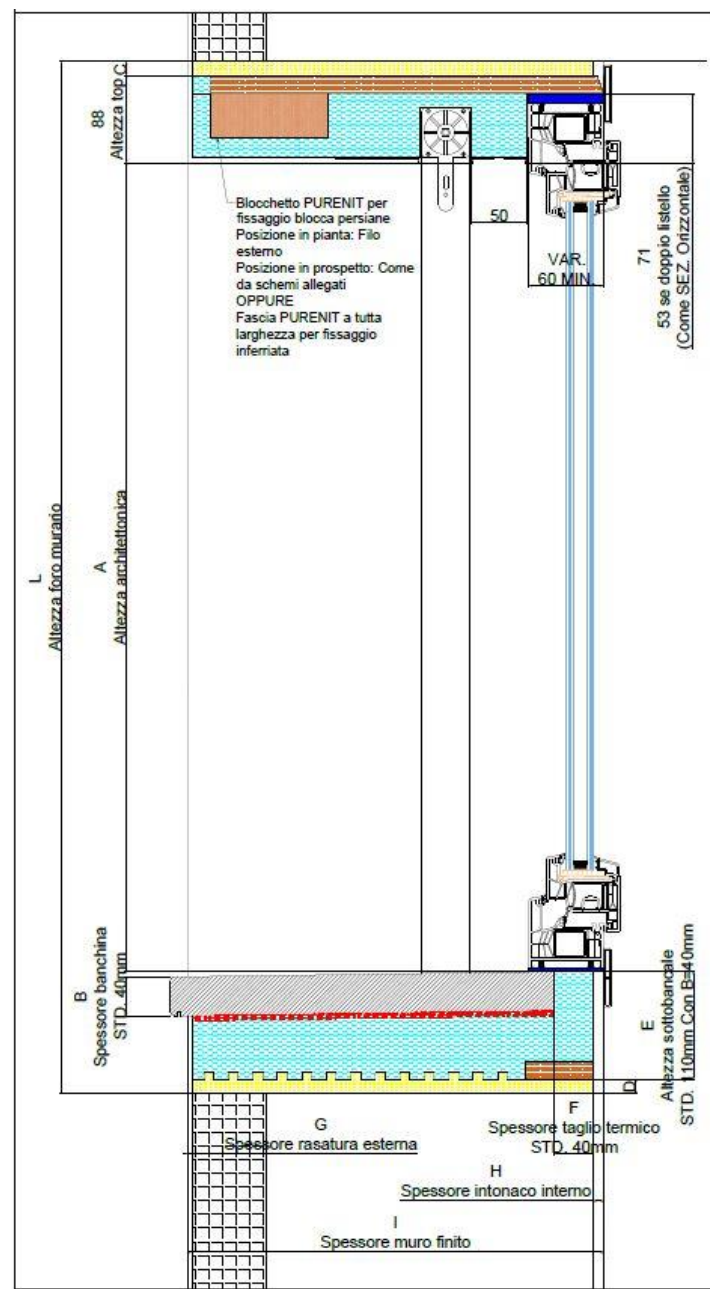 C
88
Altezza top
Blocchetto PURENIT per
fissaggio blocca persiane
Posizione in pianta: Filo
esterno
Posizione in prospetto: Come
da schemi allegati
OPPURE
Fascia PURENIT a tutta
larghezza per fissaggio
inferriata
50
VAR.
60 MIN.
71
53 se doppio listello
(Come SEZ. Orizzontale)
L
Altezza foro murario
A
Altezza architettonica
B
Spessore banchina
STD. 40mm
E
Altezza sottobancale
STD. 110mm Con B=40mm
D
F
Spessore taglio termico
STD. 40mm
G
Spessore rasatura esterna
H
Spessore intonaco interno
I
Spessore muro finito